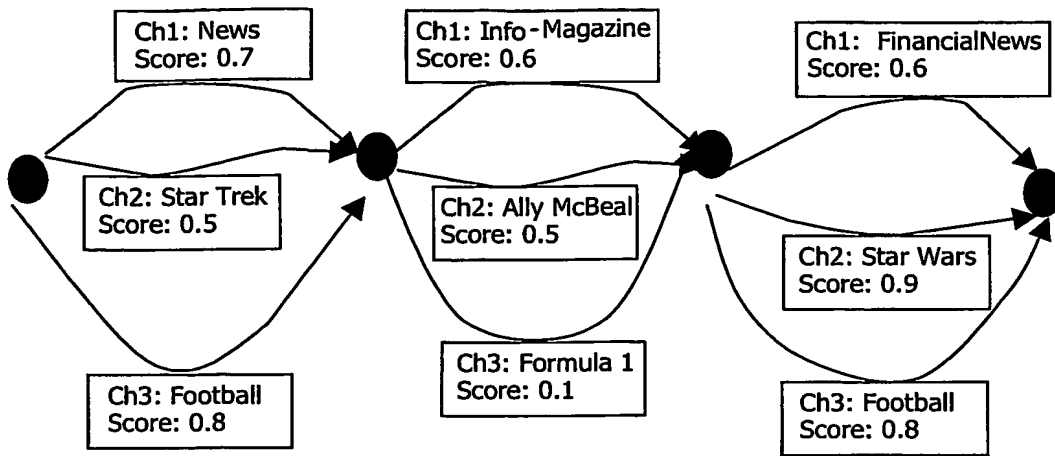 Ch1: News
Score: 0.7
Ch1: Info-Magazine
Score: 0.6
Ch1: FinancialNews
Score: 0.6
Ch2: Star Trek
Score: 0.5
Ch2: Ally McBeal
Score: 0.5
Ch2: Star Wars
Score: 0.9
Ch3: Football
Score: 0.8
Ch3: Formula 1
Score: 0.1
Ch3: Football
Score: 0.8